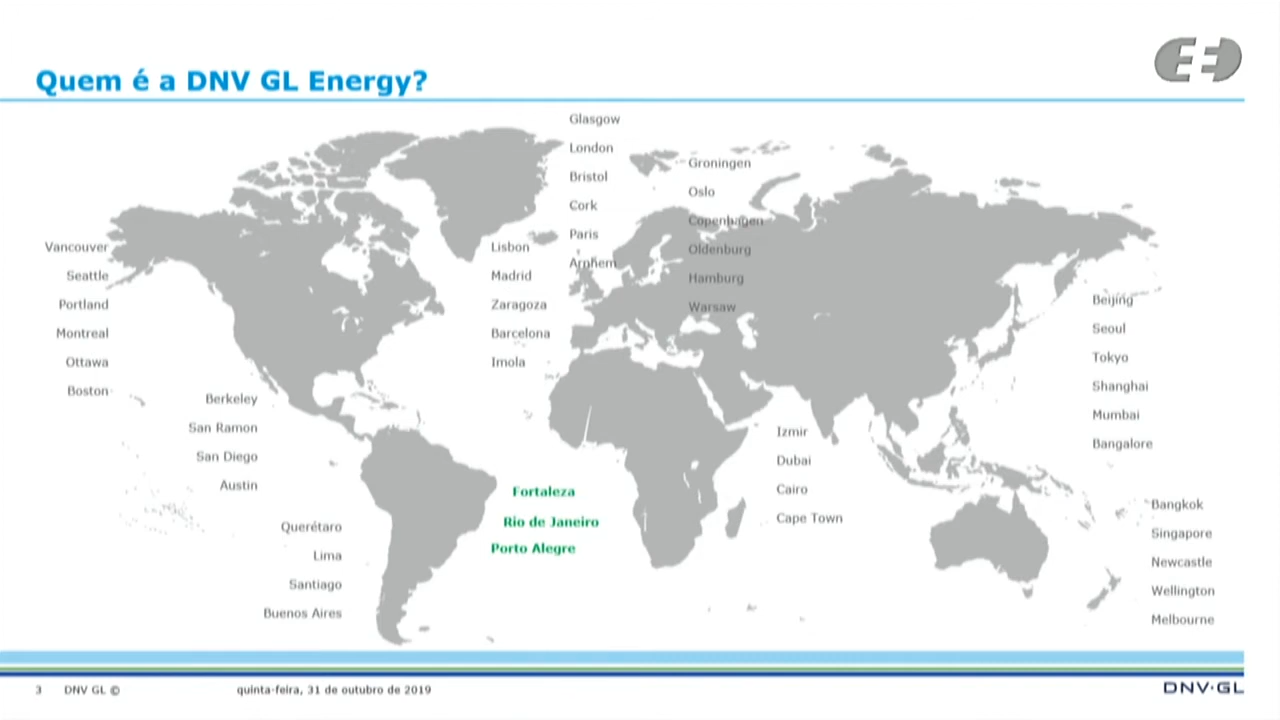 Quem é a DNV GL Energy?
Glasgow
London
Bristol
Cork
Paris
Arnhem
Groningen
Oslo
Copenhagen
Oldenburg
Hamburg
Warsaw
Vancouver
Seattle
Portland
Montreal
Ottawa
Boston
Lisbon
Madrid
Zaragoza
Barcelona
Imola
Beijing
Seoul
Tokyo
Shanghai
Mumbai
Bangalore
Berkeley
San Ramon
San Diego
Austin
Izmir
Dubai
Cairo
Cape Town
Fortaleza
Rio de Janeiro
Porto Alegre
Querétaro
Lima
Santiago
Buenos Aires
Bangkok
Singapore
Newcastle
Wellington
Melbourne
3 DNV GL © quinta-feira, 31 de outubro de 2019
DNV·GL